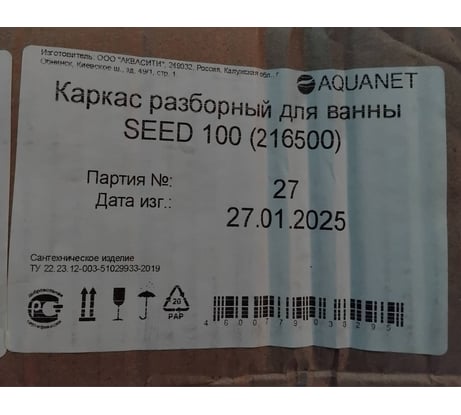 Изготовитель: ООО "АКВАСИТИ", 249032, Россия, Калужская обл., г.
Обнинск, Киевское ш., зд. 49/1, стр. 1
AQUANET
Каркас разборный для ванны
SEED 100 (216500)
Партия №: 27
Дата изг.: 27.01.2025
Сантехническое изделие
ТУ 22.23.12-003-51029933-2019
20
PAP